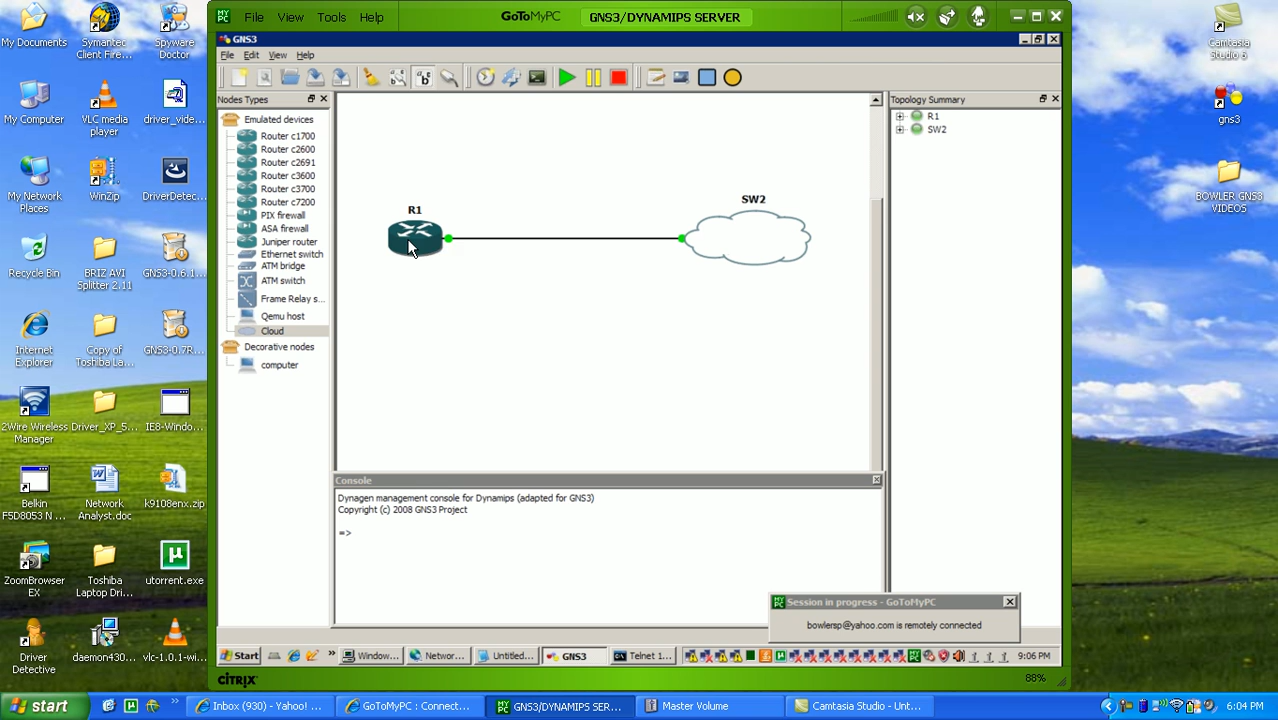 My Documents
Symantec Client Fire...
Spyware Doctor
My Computer
VLC media player
driver_vide...
My Network Places
WinZip
DriverDetec...
Recycle Bin
BRIZ AVI Splitter 2.11
GNS3-0.6.1...
Internet Explorer
Copy of Toshiba La...
GNS3-0.7R...
2Wire Wireless Manager
Driver_XP_5...
IE8-Windo...
Belkin F5D8053 N ...
Network Analyst.doc
k9108enx.zip
ZoomBrowser EX
Toshiba Laptop Dri...
utorrent.exe
Driver Detective
daemon430...
vlc-1.0.1-wi...
MY PC
File View Tools Help
GoToMyPC
GNS3/DYNAMIPS SERVER
GNS3
File Edit View Help
Nodes Types
Emulated devices
Router c1700
Router c2600
Router c2691
Router c3600
Router c3700
Router c7200
PIX firewall
ASA firewall
Juniper router
Ethernet switch
ATM bridge
ATM switch
Frame Relay s...
Qemu host
Cloud
Decorative nodes
computer
R1
SW2
Topology Summary
R1
SW2
Console
Dynagen management console for Dynamips (adapted for GNS3)
Copyright (c) 2008 GNS3 Project
=>
Session in progress - GoToMyPC
bowlersp@yahoo.com is remotely connected
Start
Window...
Networ...
Untitled...
GNS3
Telnet 1...
9:06 PM
CITRIX
88%
Camtasia Studio 6
gns3
BOWLER GNS3 VIDEOS
start
Inbox (930) - Yahoo! ...
GoToMyPC : Connect...
GNS3/DYNAMIPS SER...
Master Volume
Camtasia Studio - Unt...
6:04 PM